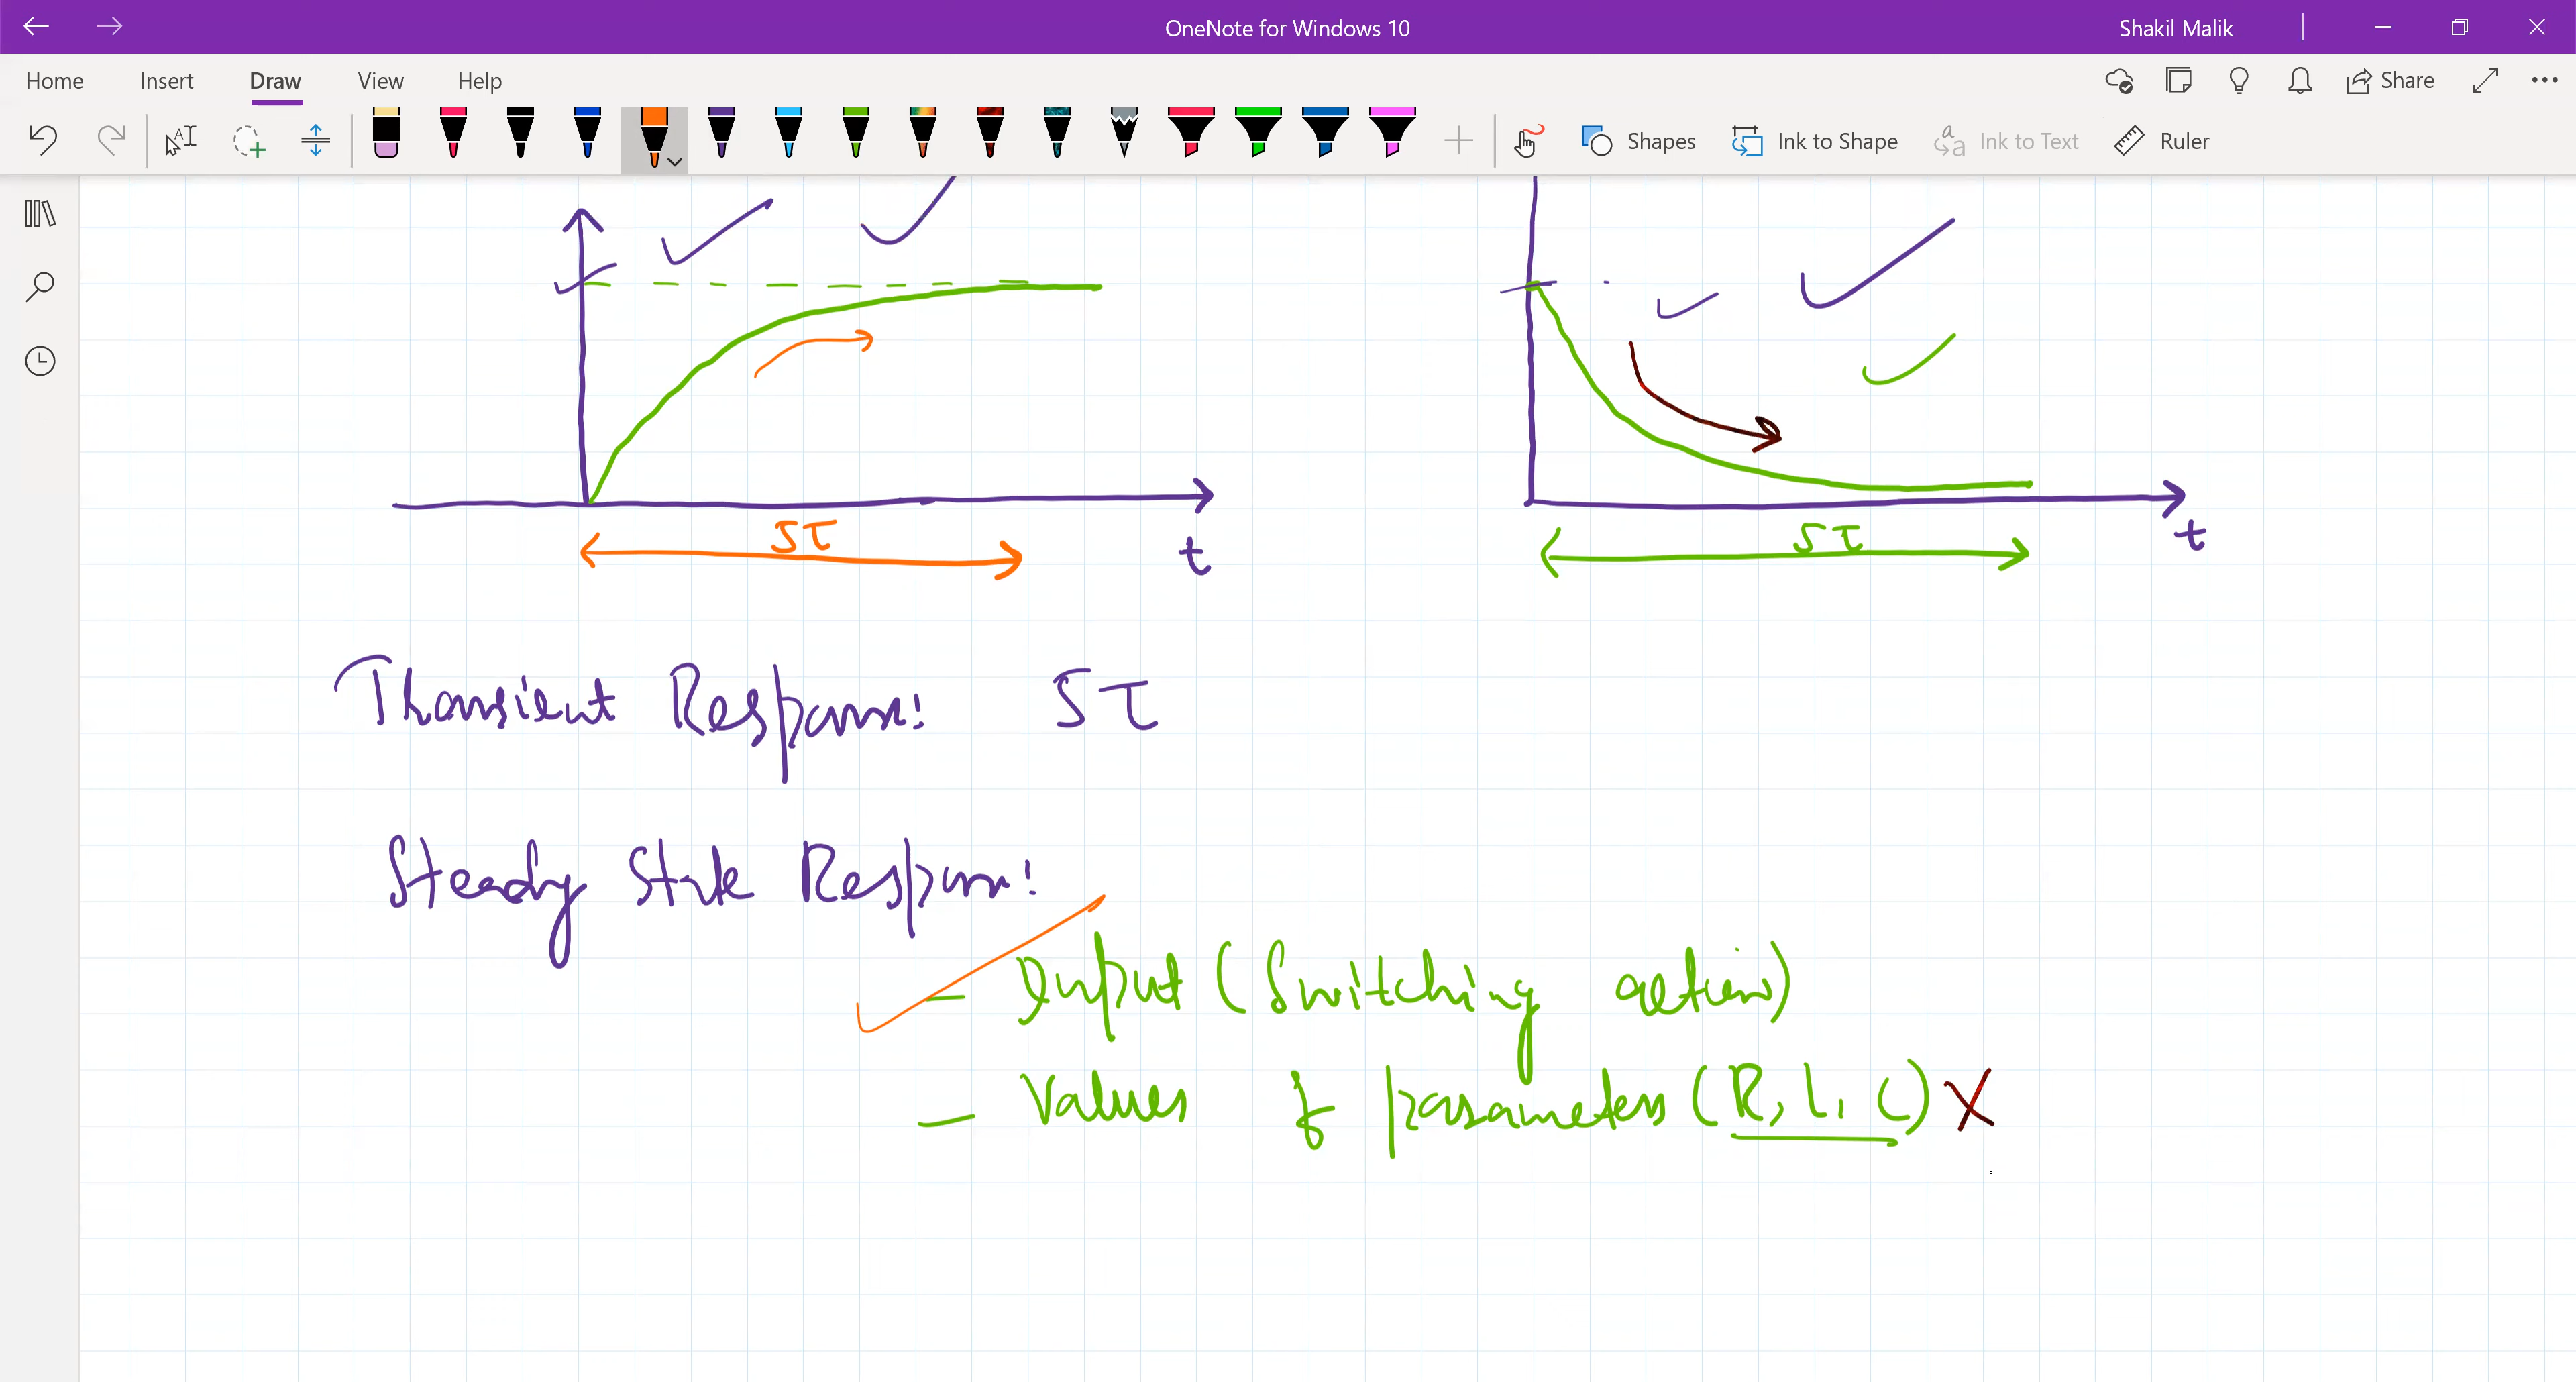 OneNote for Windows 10
Shakil Malik
Home Insert Draw View Help
Share
Shapes Ink to Shape Ink to Text Ruler
5τ
t
5τ
t
Transient Response: 5τ
Steady State Response:
- Input (Switching action)
- Values of parameters (R, L, C) X